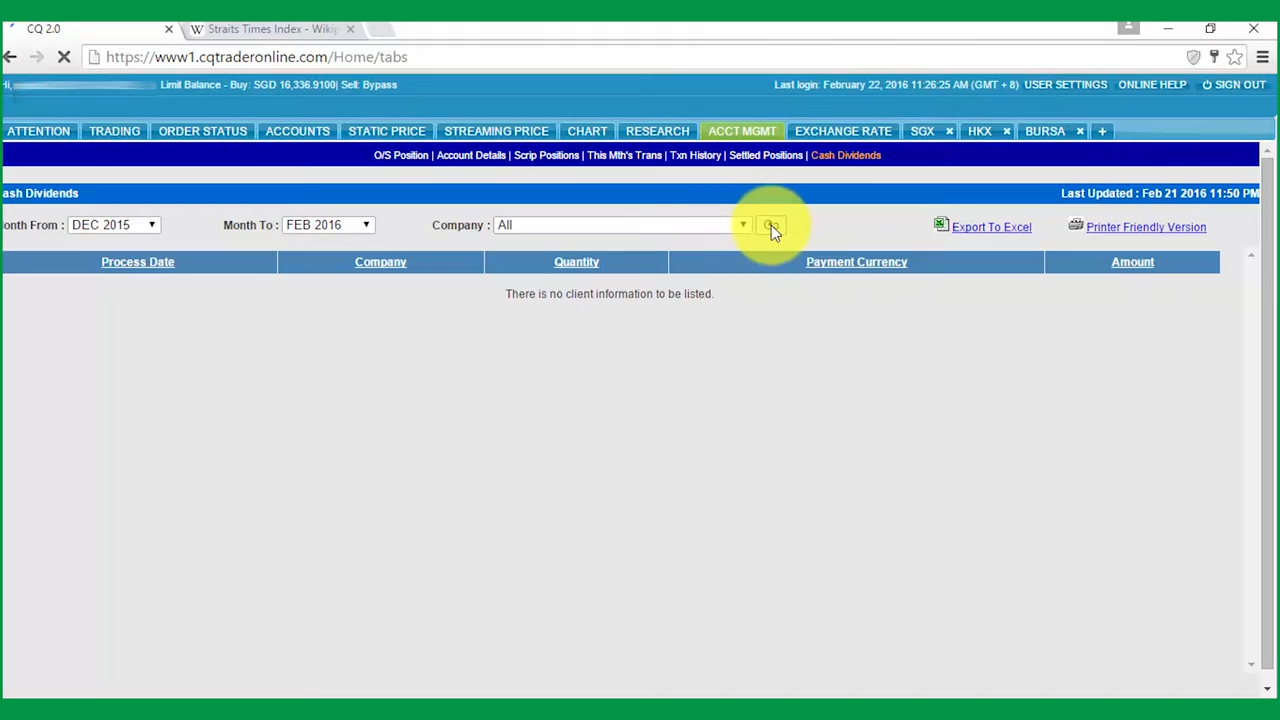 CQ 2.0
Straits Times Index - Wikip
https://www1.cqtraderonline.com/Home/tabs
Hi, Limit Balance - Buy: SGD 16,336.9100| Sell: Bypass Last login: February 22, 2016 11:26:25 AM (GMT + 8) USER SETTINGS ONLINE HELP SIGN OUT
ATTENTION TRADING ORDER STATUS ACCOUNTS STATIC PRICE STREAMING PRICE CHART RESEARCH ACCT MGMT EXCHANGE RATE SGX HKX BURSA +
O/S Position | Account Details | Scrip Positions | This Mth's Trans | Txn History | Settled Positions | Cash Dividends
ash Dividends Last Updated : Feb 21 2016 11:50 PM
onth From : DEC 2015 Month To : FEB 2016 Company : All Go Export To Excel Printer Friendly Version
Process Date Company Quantity Payment Currency Amount
There is no client information to be listed.